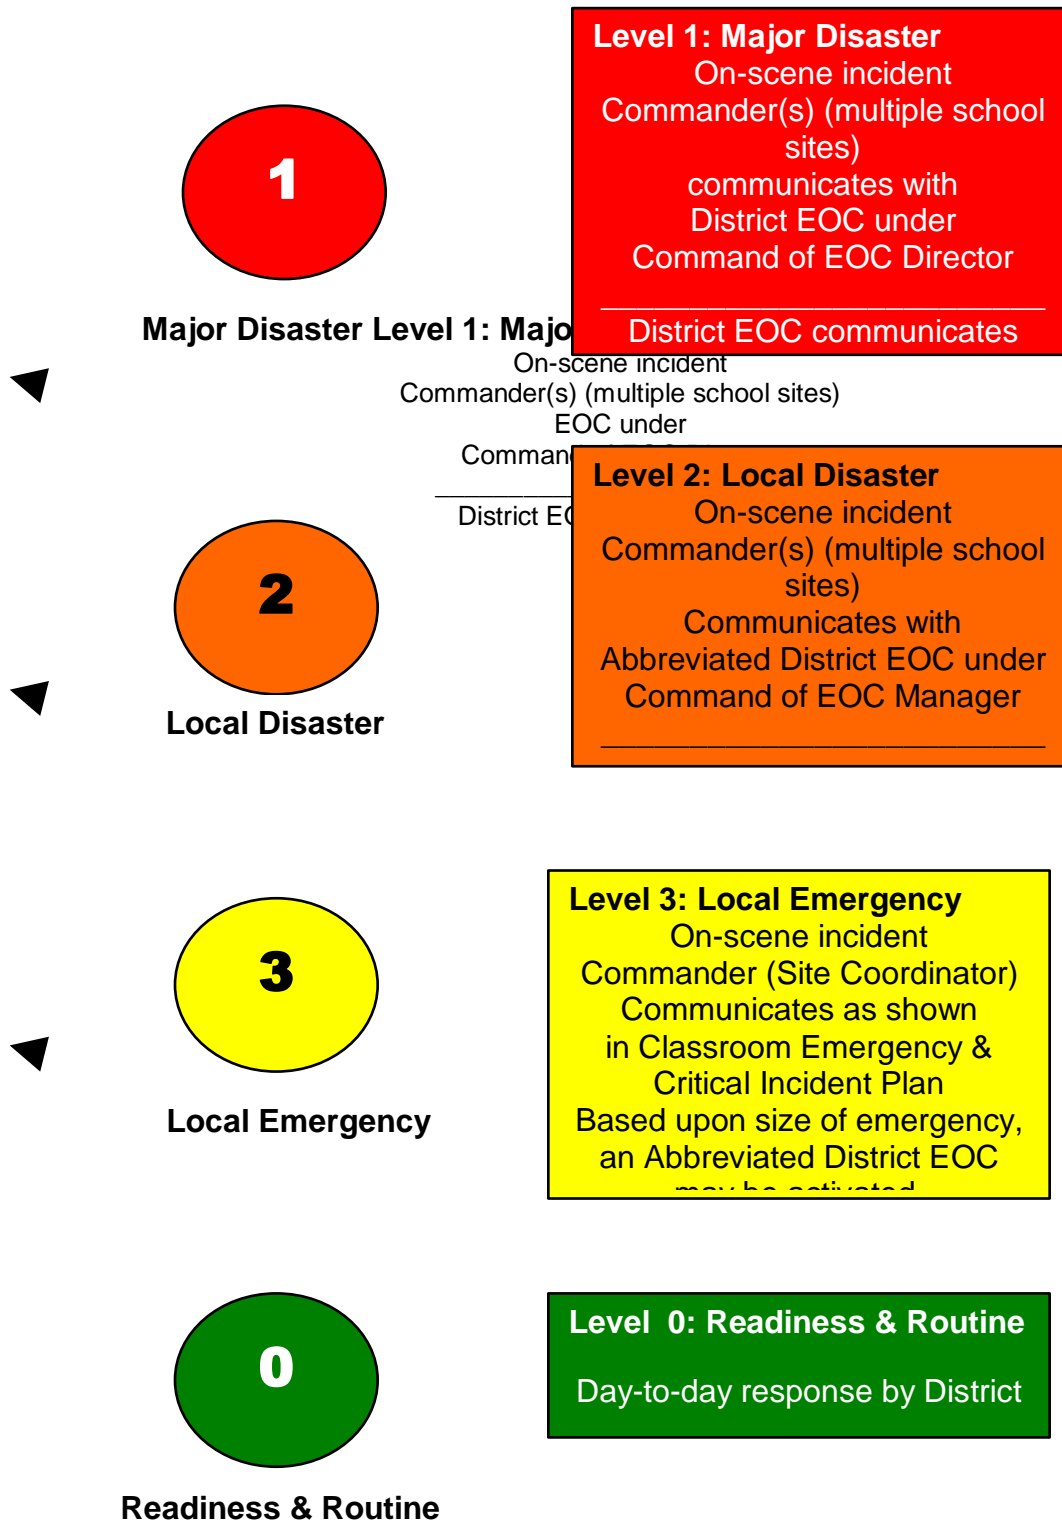 Level 1: Major Disaster
On-scene incident
Commander(s) (multiple school
sites)
communicates with
District EOC under
Command of EOC Director
_________________________
District EOC communicates
1
Major Disaster Level 1: Majo
On-scene incident
Commander(s) (multiple school sites)
EOC under
Comman
District E
Level 2: Local Disaster
On-scene incident
Commander(s) (multiple school
sites)
Communicates with
Abbreviated District EOC under
Command of EOC Manager
_________________________
2
Local Disaster
Level 3: Local Emergency
On-scene incident
Commander (Site Coordinator)
Communicates as shown
in Classroom Emergency &
Critical Incident Plan
Based upon size of emergency,
an Abbreviated District EOC
may be activated
3
Local Emergency
Level 0: Readiness & Routine
Day-to-day response by District
0
Readiness & Routine